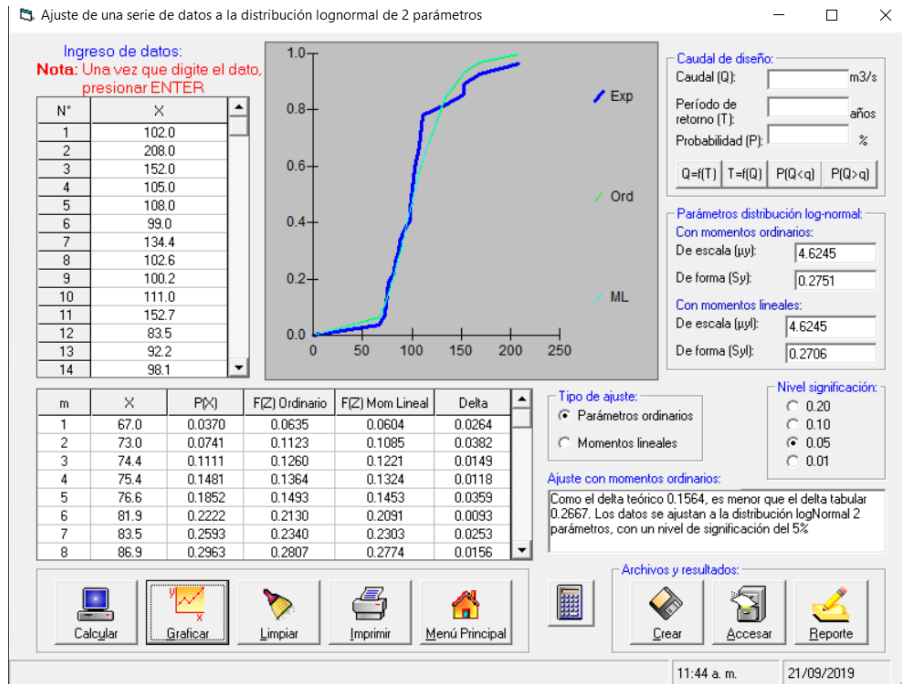 Ajuste de una serie de datos a la distribución lognormal de 2 parámetros
Ingreso de datos:
Nota: Una vez que digite el dato,
presionar ENTER
N° X
1 102.0
2 208.0
3 152.0
4 105.0
5 108.0
6 99.0
7 134.4
8 102.6
9 100.2
10 111.0
11 152.7
12 83.5
13 92.2
14 98.1
1.0
0.8
0.6
0.4
0.2
0.0
0 50 100 150 200 250
Exp
Ord
ML
Caudal de diseño:
Caudal (Q): m3/s
Período de
retorno (T): años
Probabilidad (P): %
Q=f(T) T=f(Q) P(Q<q) P(Q>q)
Parámetros distribución log-normal:
Con momentos ordinarios:
De escala (µy): 4.6245
De forma (Sy): 0.2751
Con momentos lineales:
De escala (µyl): 4.6245
De forma (Syl): 0.2706
m X P(X) F(Z) Ordinario F(Z) Mom Lineal Delta
1 67.0 0.0370 0.0635 0.0604 0.0264
2 73.0 0.0741 0.1123 0.1085 0.0382
3 74.4 0.1111 0.1260 0.1221 0.0149
4 75.4 0.1481 0.1364 0.1324 0.0118
5 76.6 0.1852 0.1493 0.1453 0.0359
6 81.9 0.2222 0.2130 0.2091 0.0093
7 83.5 0.2593 0.2340 0.2303 0.0253
8 86.9 0.2963 0.2807 0.2774 0.0156
Tipo de ajuste:
Parámetros ordinarios
Momentos lineales
Nivel significación:
0.20
0.10
0.05
0.01
Ajuste con momentos ordinarios:
Como el delta teórico 0.1564, es menor que el delta tabular
0.2667. Los datos se ajustan a la distribución logNormal 2
parámetros, con un nivel de significación del 5%
Calcular Graficar Limpiar Imprimir Menú Principal
Archivos y resultados:
Crear Accesar Reporte
11:44 a. m. 21/09/2019